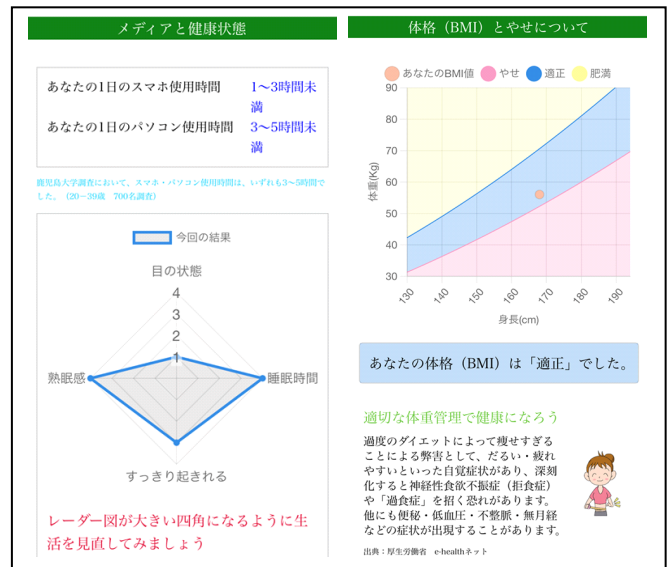 メディアと健康状態
あなたの1日のスマホ使用時間 1〜3時間未
満
あなたの1日のパソコン使用時間 3〜5時間未
満
鹿児島大学調査において、スマホ・パソコン使用時間は、いずれも3〜5時間で
した。（20－39歳　700名調査）
今回の結果
目の状態
4
3
2
1
熟眠感
睡眠時間
すっきり起きれる
レーダー図が大きい四角になるように生
活を見直してみましょう
体格（BMI）とやせについて
あなたのBMI値 やせ 適正 肥満
90
80
70
60
50
40
30
体重(Kg)
130 140 150 160 170 180 190
身長(cm)
あなたの体格（BMI）は「適正」でした。
適切な体重管理で健康になろう
過度のダイエットによって痩せすぎる
ことによる弊害として、だるい・疲れ
やすいといった自覚症状があり、深刻
化すると神経性食欲不振症（拒食症）
や「過食症」を招く恐れがあります。
他にも便秘・低血圧・不整脈・無月経
などの症状が出現することがあります。
出典：厚生労働省　e-healthネット